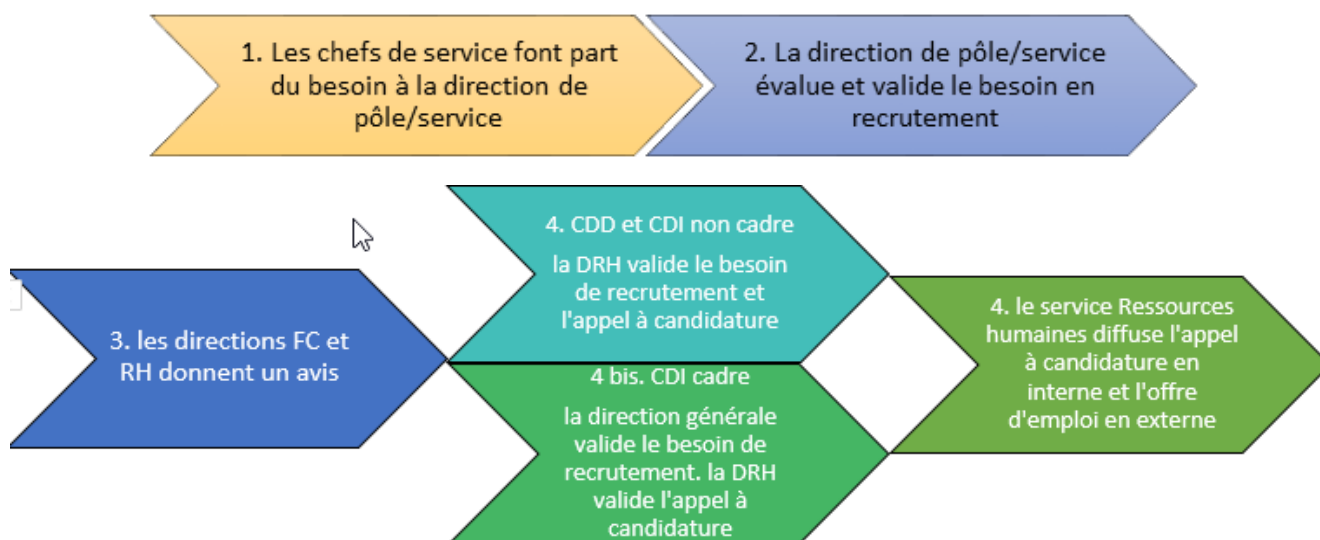 1. Les chefs de service font part
du besoin à la direction de
pôle/service
2. La direction de pôle/service
évalue et valide le besoin en
recrutement
3. les directions FC et
RH donnent un avis
4. CDD et CDI non cadre
la DRH valide le besoin
de recrutement et
l'appel à candidature
4 bis. CDI cadre
la direction générale
valide le besoin de
recrutement. la DRH
valide l'appel à
candidature
4. le service Ressources
humaines diffuse l'appel
à candidature en
interne et l'offre
d'emploi en externe